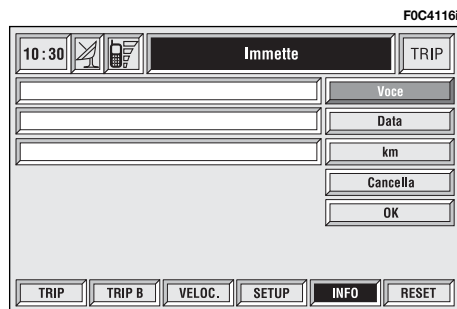 F0C4116i
10:30 Immette TRIP
Voce
Data
km
Cancella
OK
TRIP TRIP B VELOC. SETUP INFO RESET